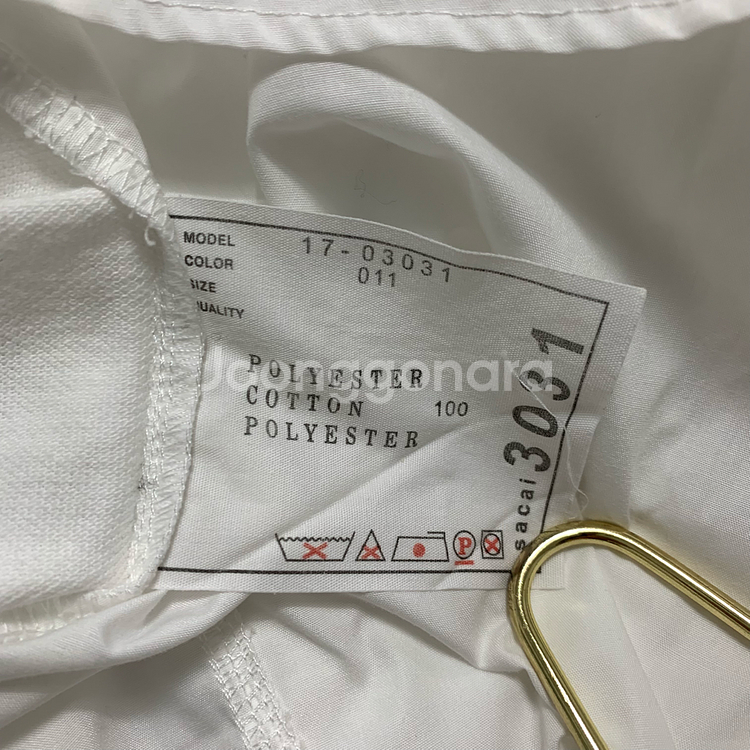 MODEL 17-03031
COLOR 011
SIZE
QUALITY
POLYESTER
COTTON 100
POLYESTER
sacai 3031
P
Joonggonara